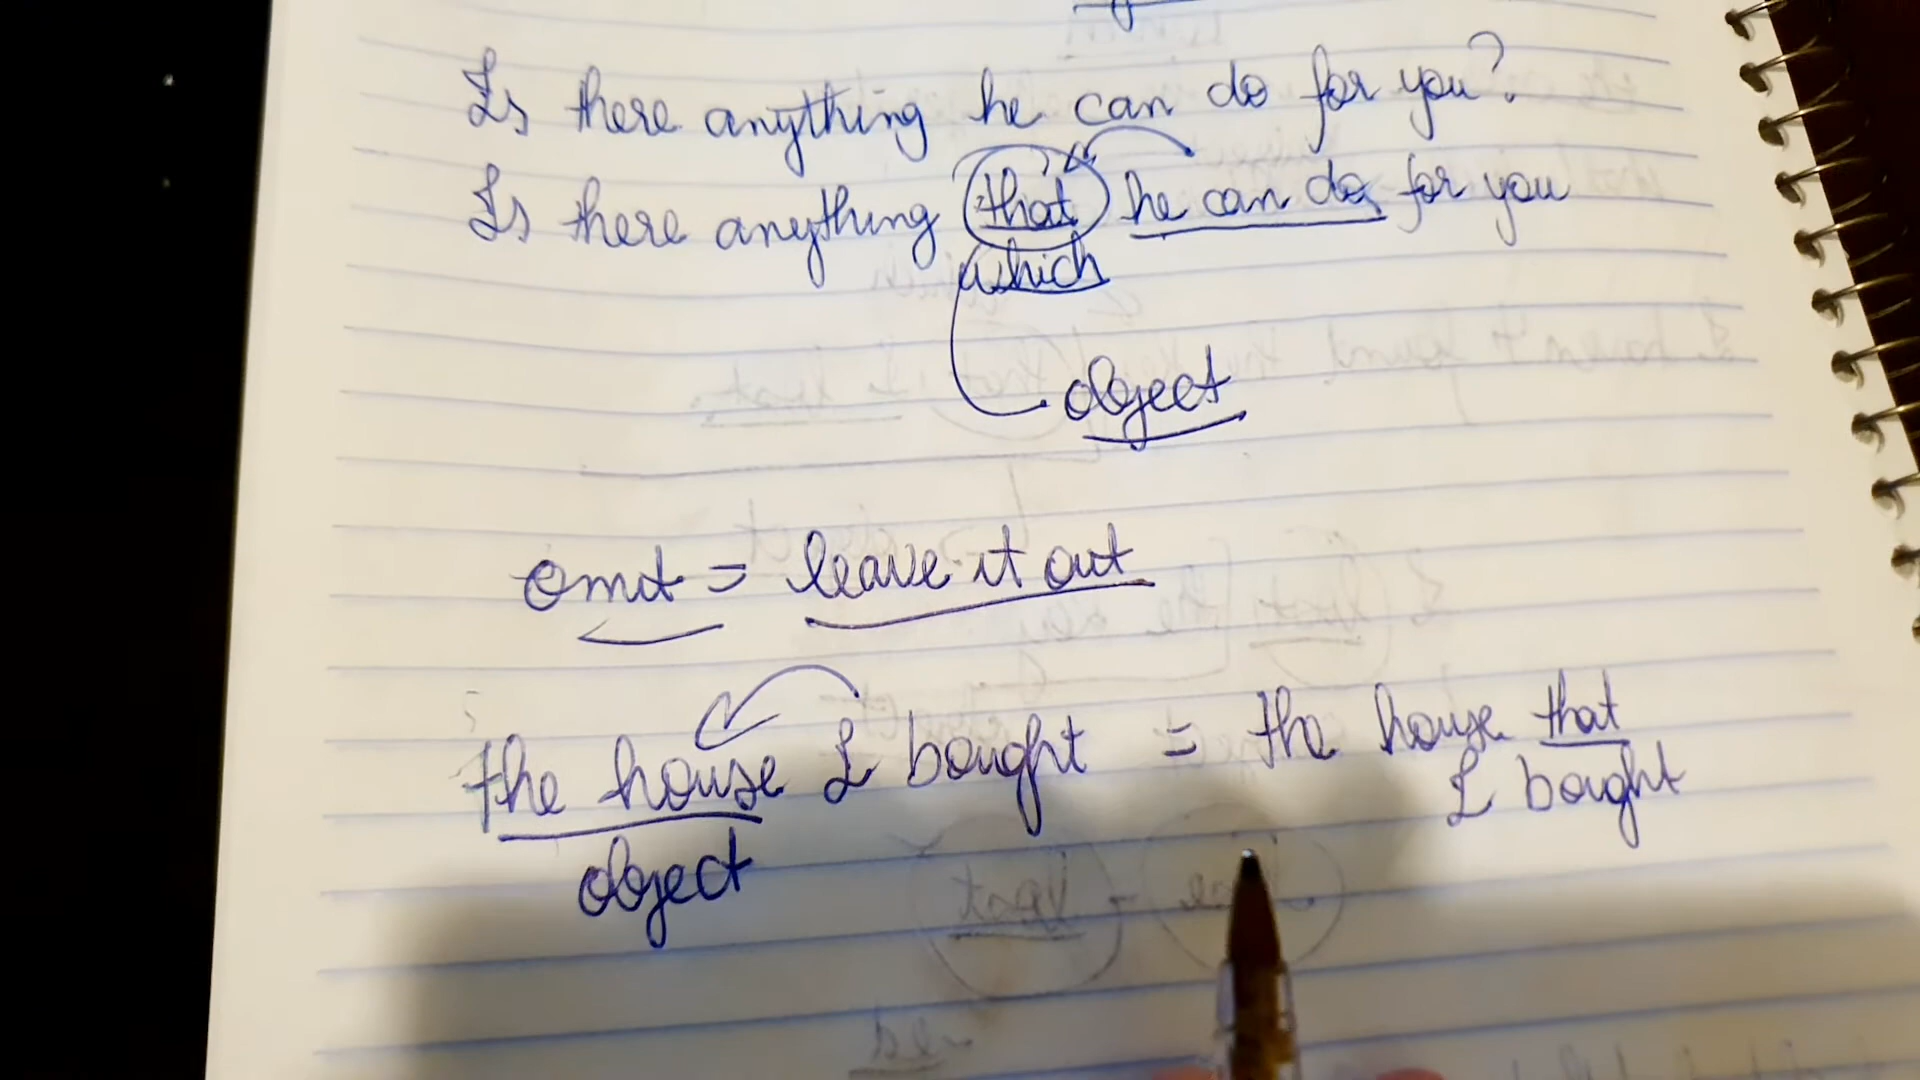 Is there anything he can do for you?
Is there anything that he can do for you
which
object
omit = leave it out
the house I bought = the house that
I bought
object